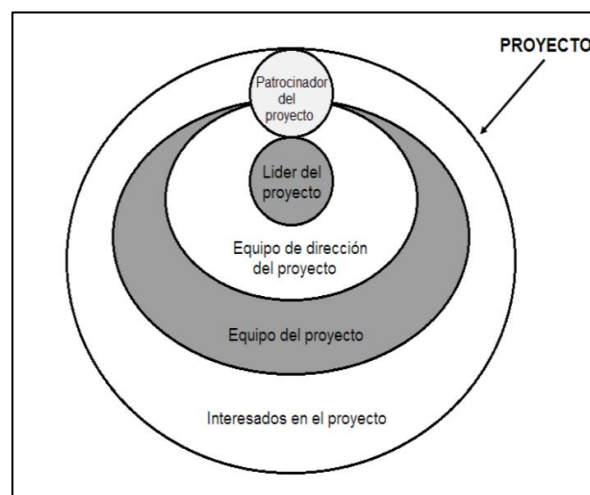 PROYECTO
Patrocinador
del
proyecto
Lider del
proyecto
Equipo de dirección
del proyecto
Equipo del proyecto
Interesados en el proyecto